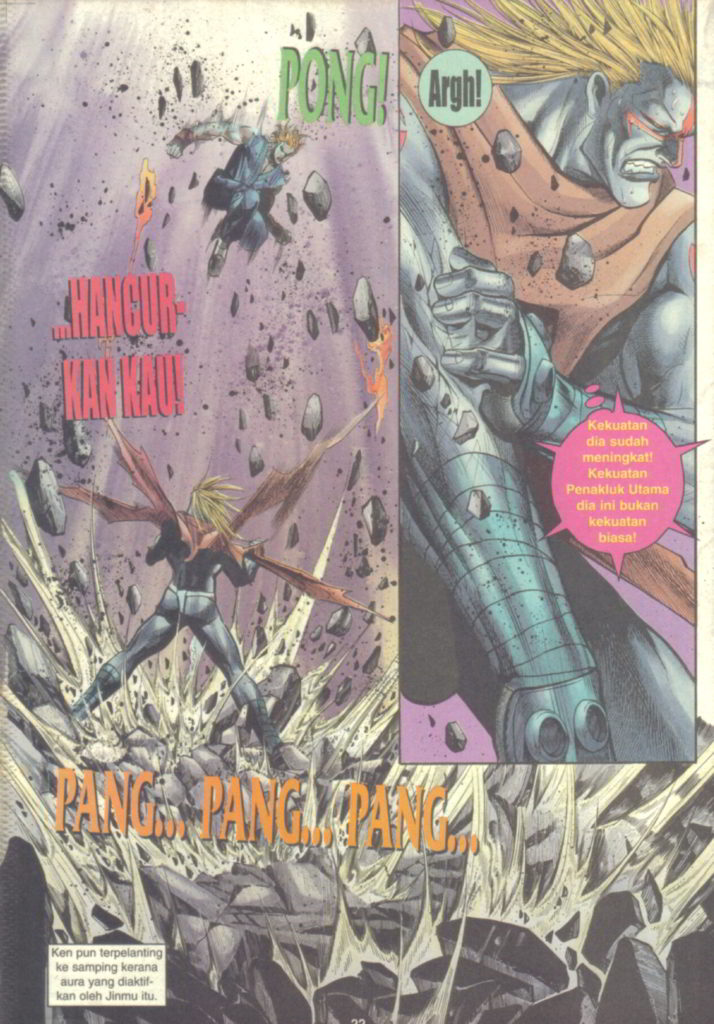 PONG!
...HANCUR-
KAN KAU!
Argh!
Kekuatan
dia sudah
meningkat!
Kekuatan
Penakluk Utama
dia ini bukan
kekuatan
biasa!
PANG... PANG... PANG...
Ken pun terpelanting
ke samping kerana
aura yang diaktif-
kan oleh Jinmu itu.